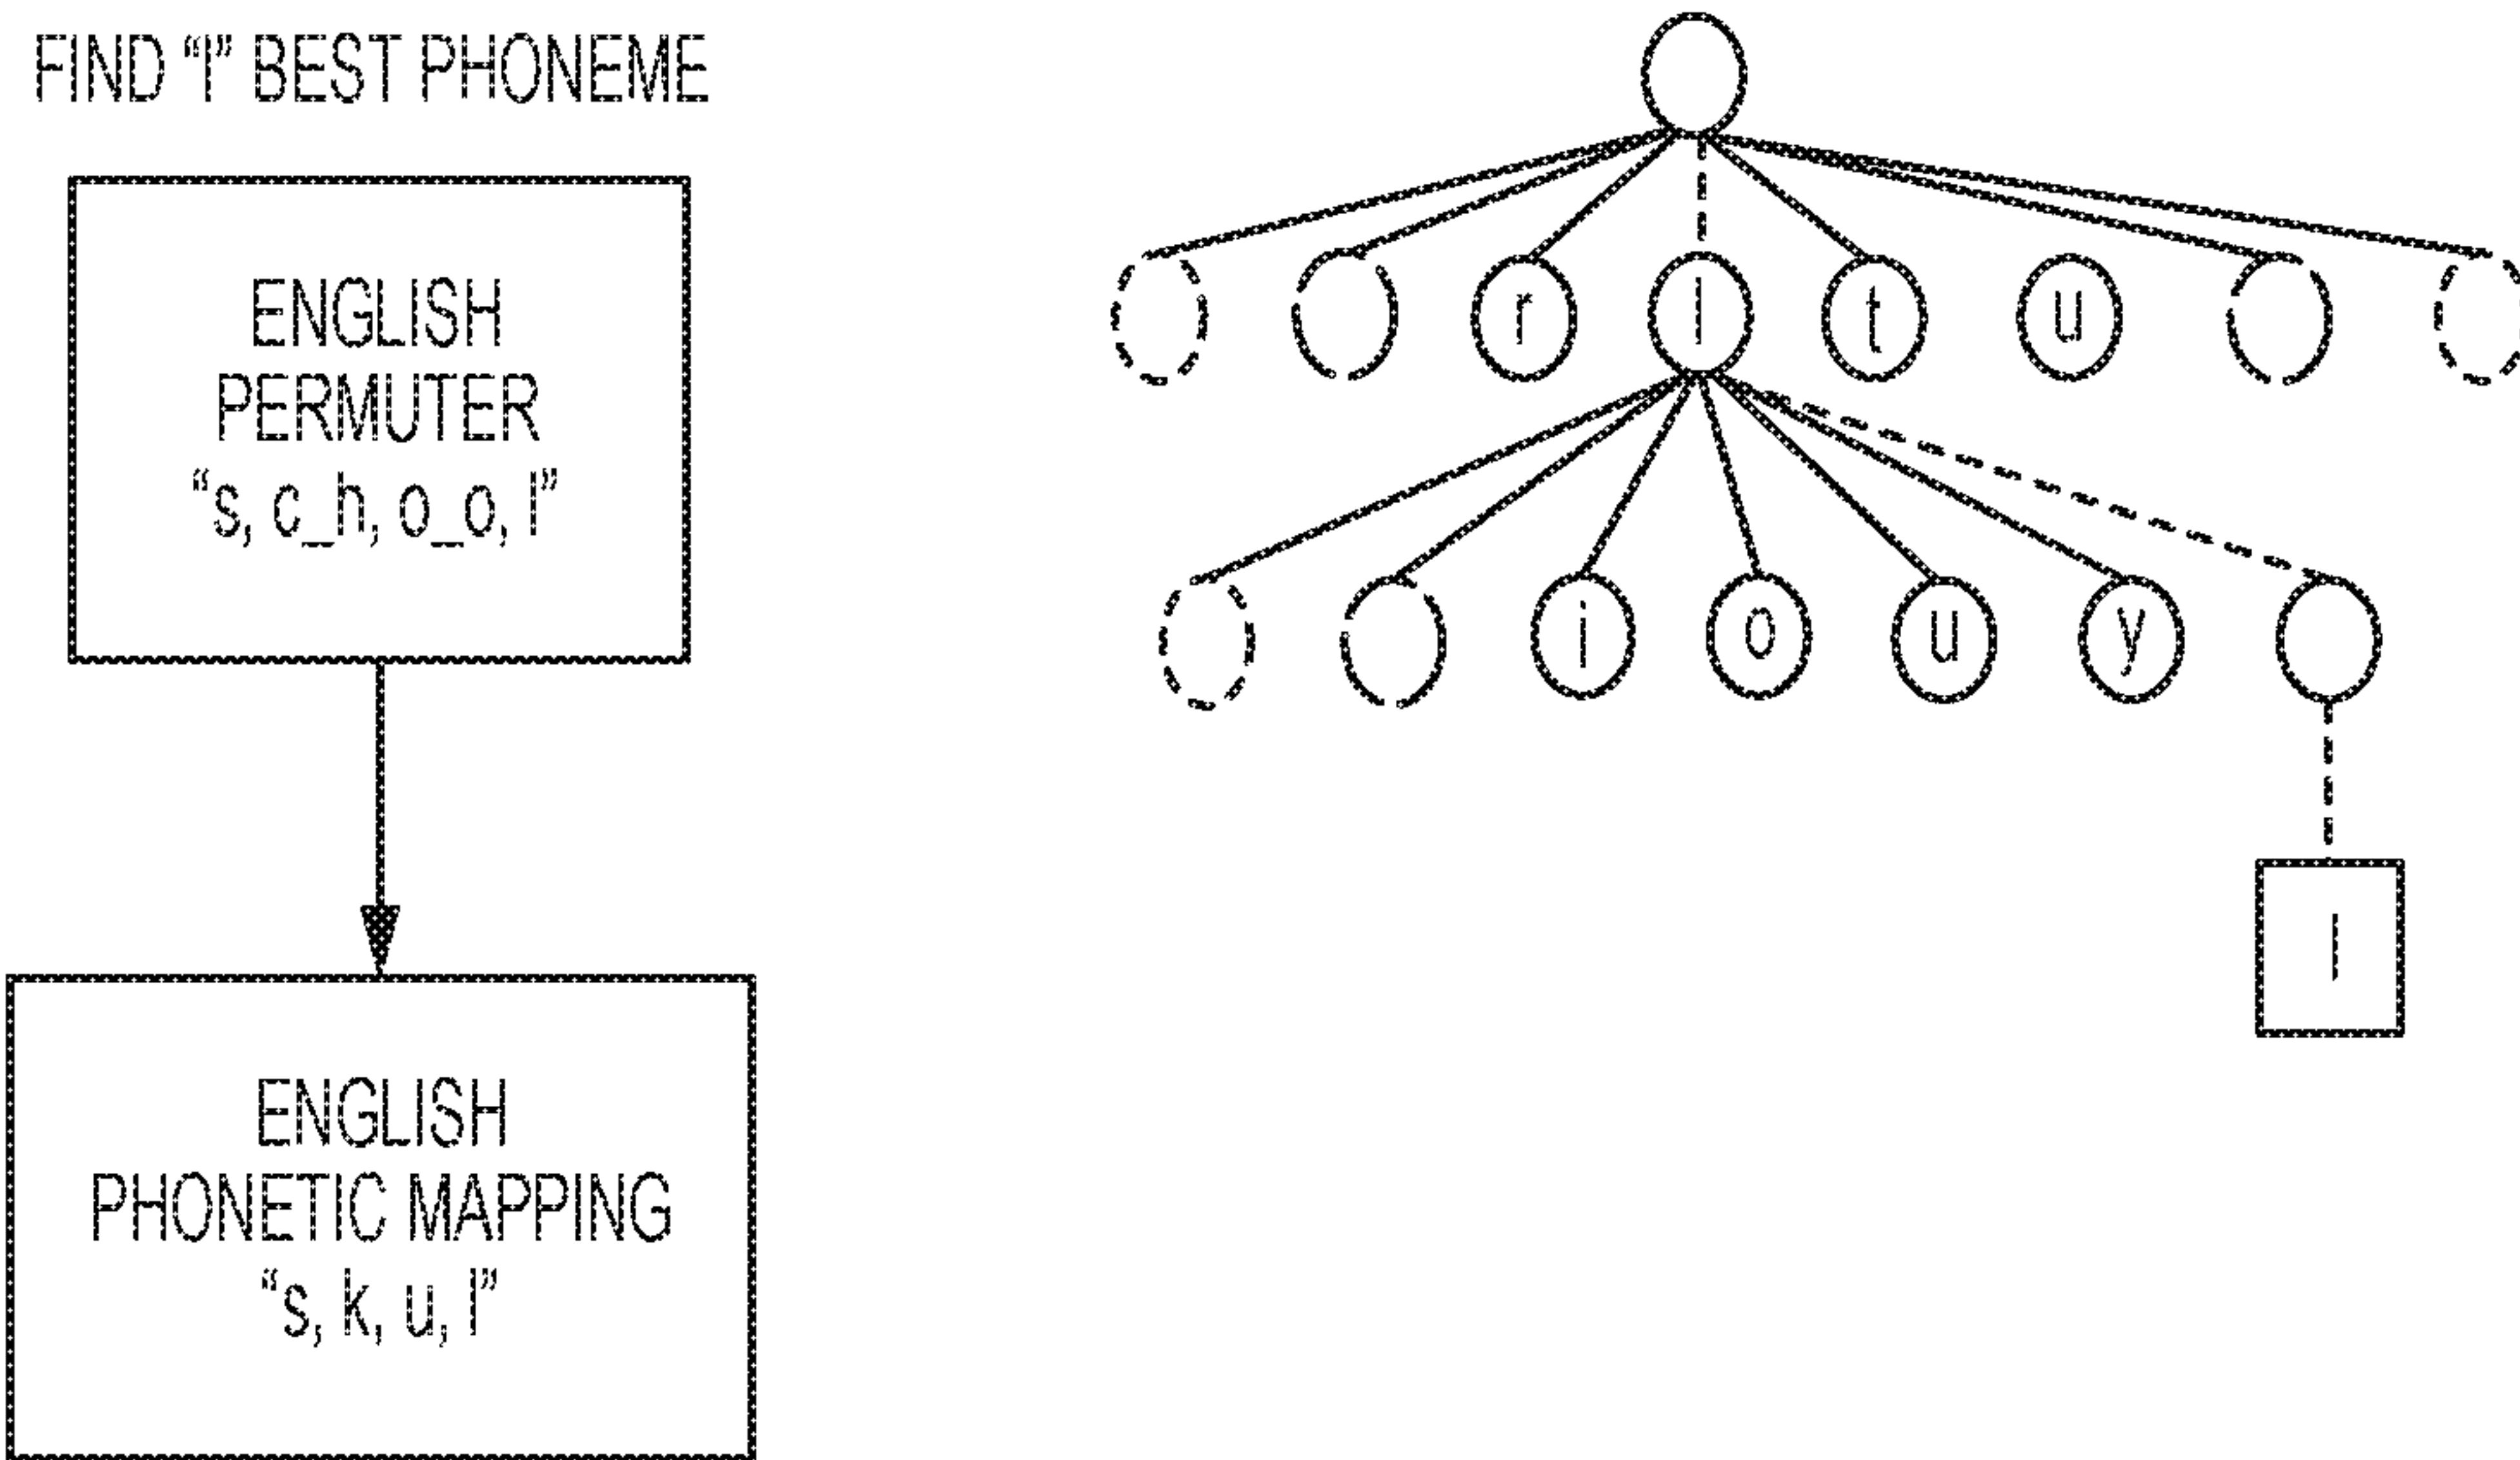 FIND “l” BEST PHONEME
ENGLISH
PERMUTER
“s, c_h, o_o, l”
ENGLISH
PHONETIC MAPPING
“s, k, u, l”
r l t u
i o u y
l